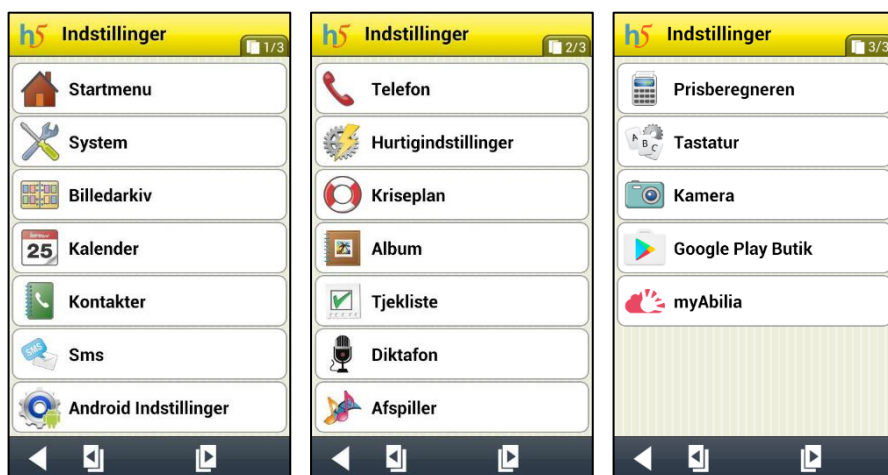 h5 Indstillinger 1/3
Startmenu
System
Billedarkiv
25 Kalender
Kontakter
SMS Sms
Android Indstillinger
h5 Indstillinger 2/3
Telefon
Hurtigindstillinger
Kriseplan
Album
Tjekliste
Diktafon
Afspiller
h5 Indstillinger 3/3
Prisberegneren
A B C Tastatur
Kamera
Google Play Butik
myAbilia